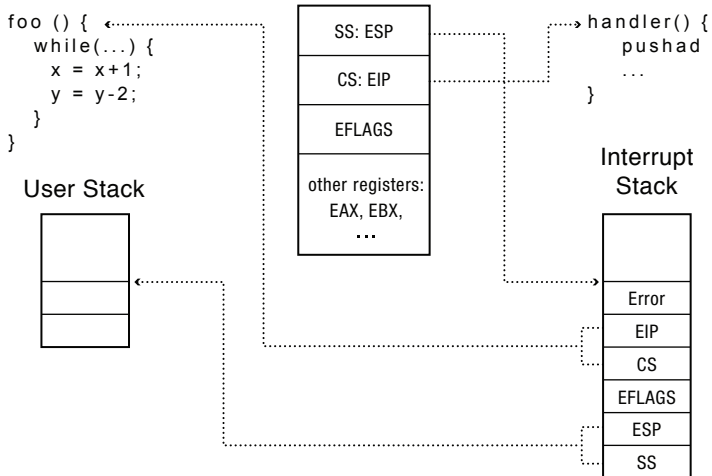 foo () {
while(...) {
x = x+1;
y = y-2;
}
}
User Stack
SS: ESP
CS: EIP
EFLAGS
other registers:
EAX, EBX,
...
handler() {
pushad
...
}
Interrupt
Stack
Error
EIP
CS
EFLAGS
ESP
SS